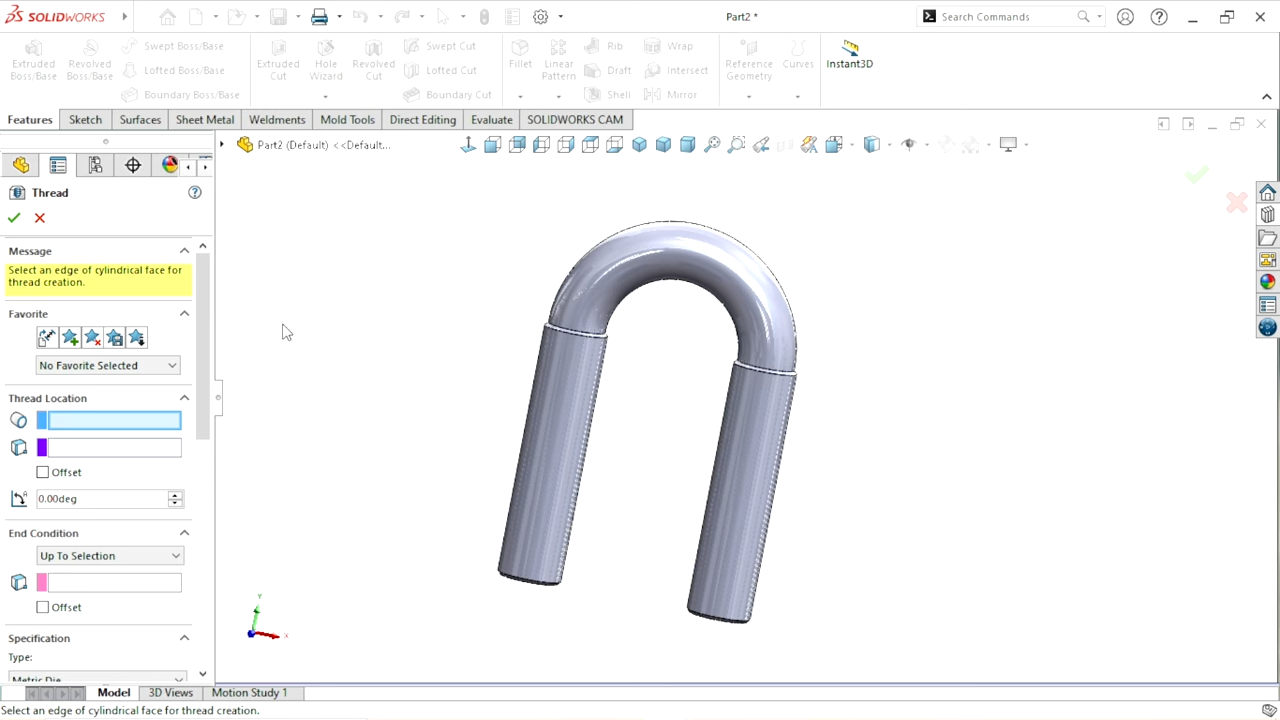 SOLIDWORKS
Part2 *
Search Commands
Extruded Boss/Base
Revolved Boss/Base
Swept Boss/Base
Lofted Boss/Base
Boundary Boss/Base
Extruded Cut
Hole Wizard
Revolved Cut
Swept Cut
Lofted Cut
Boundary Cut
Fillet
Linear Pattern
Rib
Draft
Shell
Wrap
Intersect
Mirror
Reference Geometry
Curves
Instant3D
Features
Sketch
Surfaces
Sheet Metal
Weldments
Mold Tools
Direct Editing
Evaluate
SOLIDWORKS CAM
Part2 (Default) <<Default...
Thread
Message
Select an edge of cylindrical face for
thread creation.
Favorite
No Favorite Selected
Thread Location
Offset
0.00deg
End Condition
Up To Selection
Offset
Specification
Type:
Metric Die
Y
X
Model
3D Views
Motion Study 1
Select an edge of cylindrical face for thread creation.